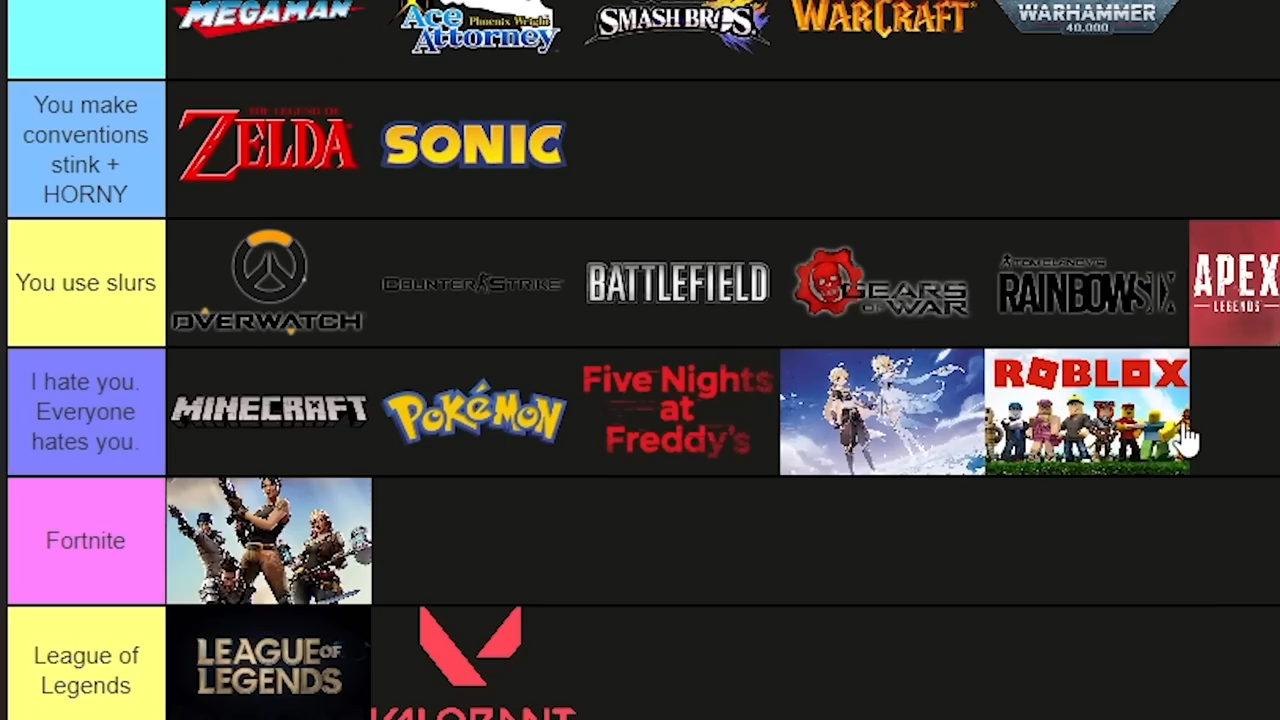 MEGAMAN
Ace Phoenix Wright
Attorney
SMASH BROS.
WARCRAFT
WARHAMMER
40,000
You make
conventions
stink +
HORNY
THE LEGEND OF
ZELDA
SONIC
You use slurs
OVERWATCH
COUNTER STRIKE
BATTLEFIELD
GEARS
OF WAR
TOM CLANCY'S
RAINBOW SIX
APEX
LEGENDS
I hate you.
Everyone
hates you.
MINECRAFT
POKéMON
Five Nights
at
Freddy's
ROBLOX
Fortnite
League of
Legends
LEAGUE OF
LEGENDS
VALORANT